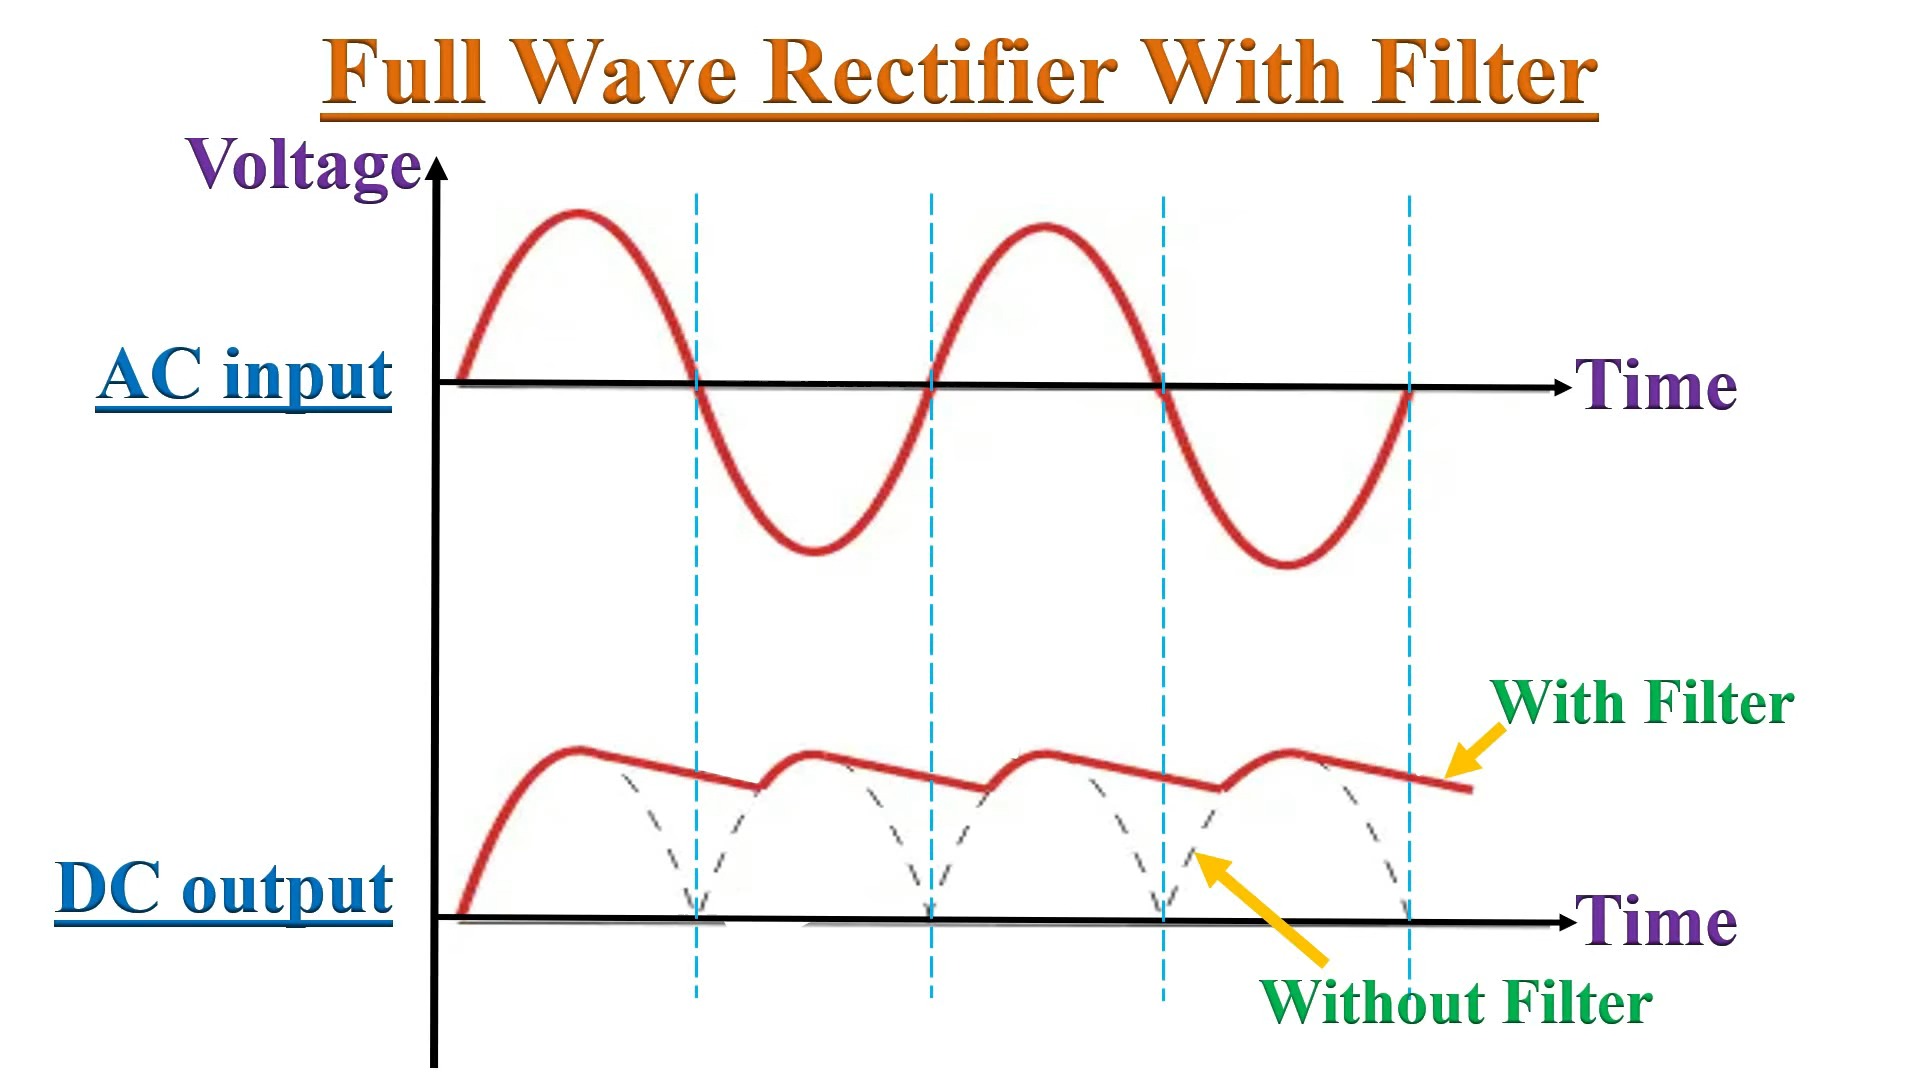 Full Wave Rectifier With Filter
Voltage
AC input
Time
With Filter
DC output
Time
Without Filter